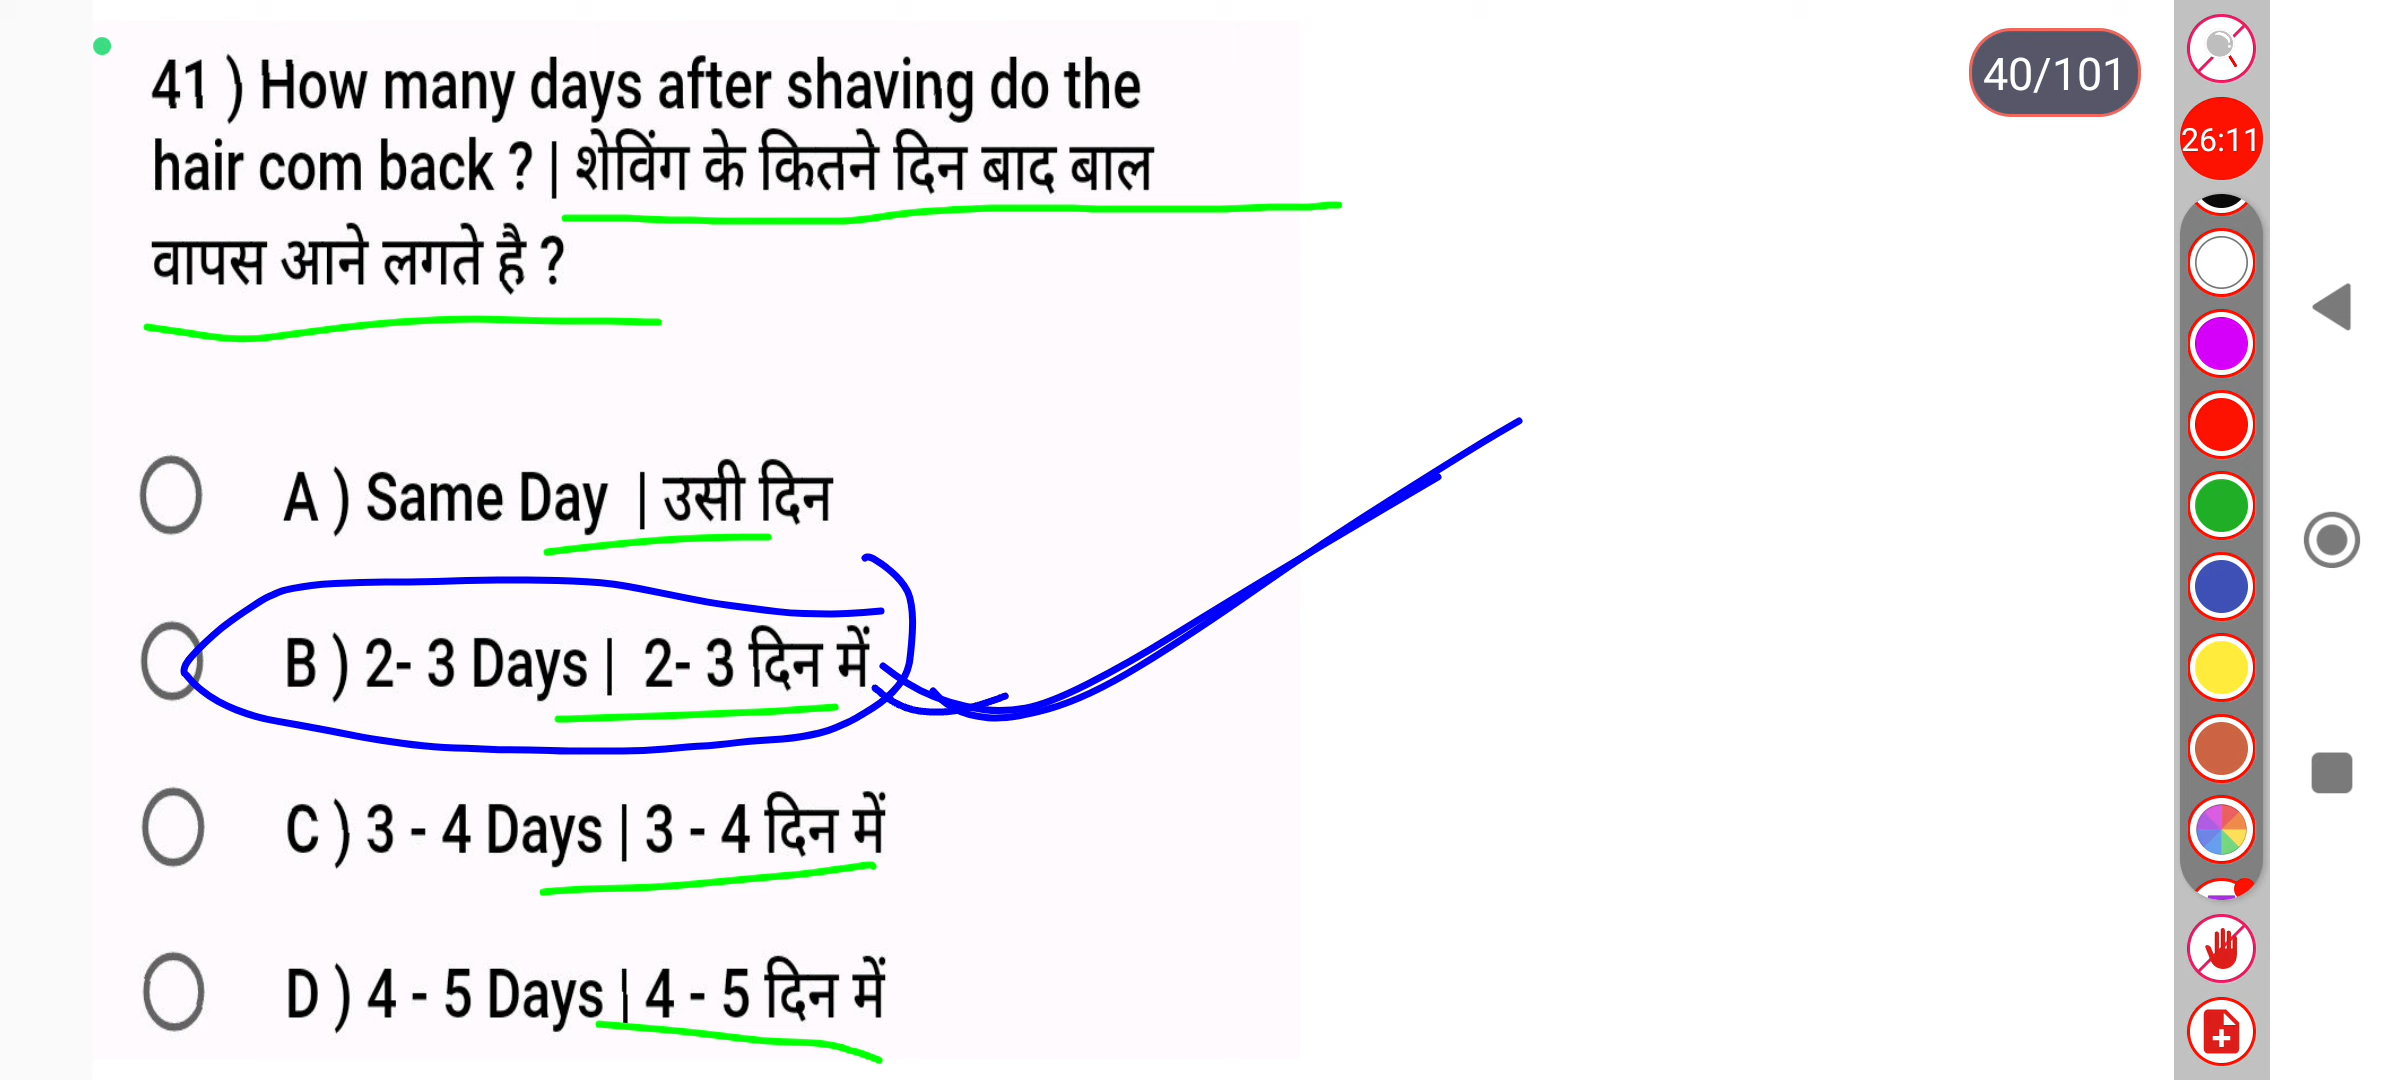 41 ) How many days after shaving do the
hair com back ? | शेविंग के कितने दिन बाद बाल
वापस आने लगते है ?
A ) Same Day | उसी दिन
B ) 2- 3 Days | 2- 3 दिन में
C ) 3 - 4 Days | 3 - 4 दिन में
D ) 4 - 5 Days | 4 - 5 दिन में
40/101
26:11